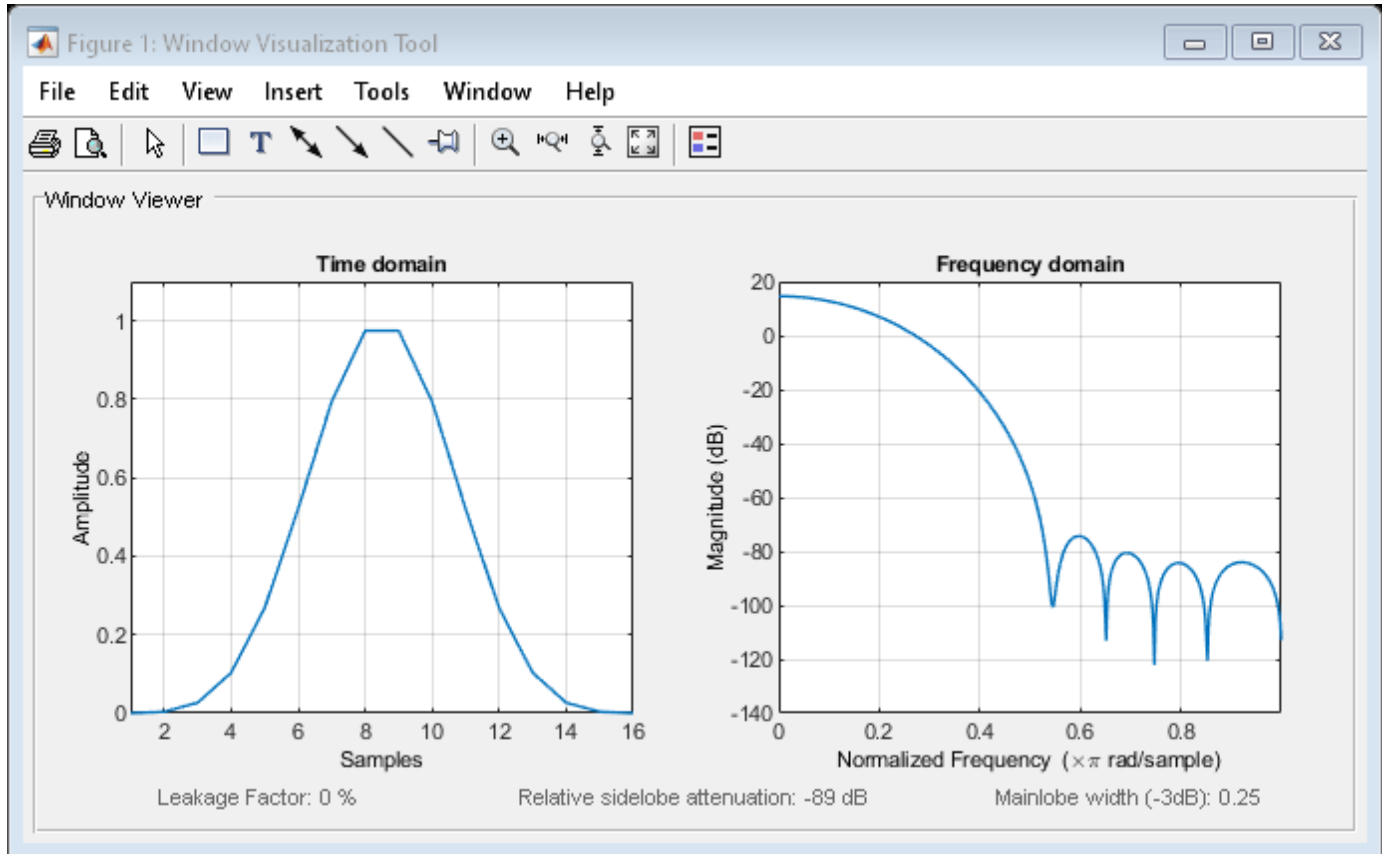 Figure 1: Window Visualization Tool
File Edit View Insert Tools Window Help
T
Window Viewer
Time domain
1
0.8
0.6
0.4
0.2
0
Amplitude
2 4 6 8 10 12 14 16
Samples
Frequency domain
20
0
-20
-40
-60
-80
-100
-120
-140
Magnitude (dB)
0 0.2 0.4 0.6 0.8
Normalized Frequency (×π rad/sample)
Leakage Factor: 0 %
Relative sidelobe attenuation: -89 dB
Mainlobe width (-3dB): 0.25